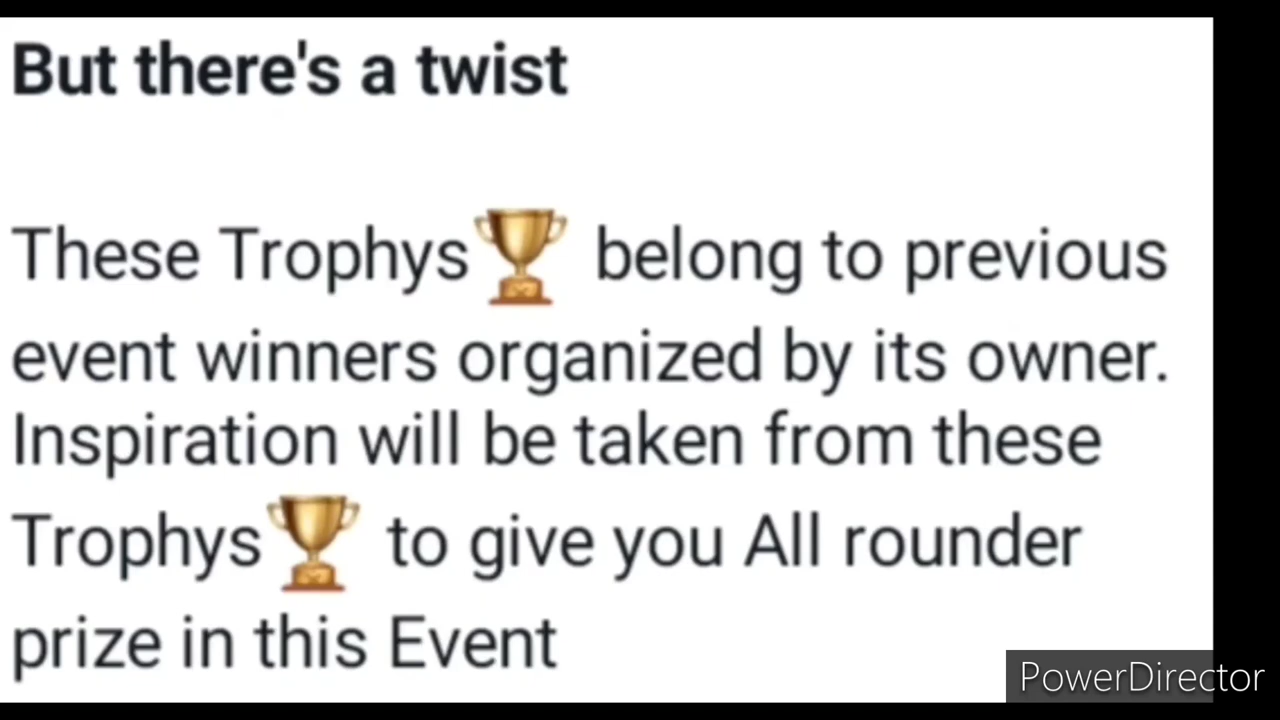 But there's a twist
These Trophys🏆 belong to previous
event winners organized by its owner.
Inspiration will be taken from these
Trophys🏆 to give you All rounder
prize in this Event
PowerDirector